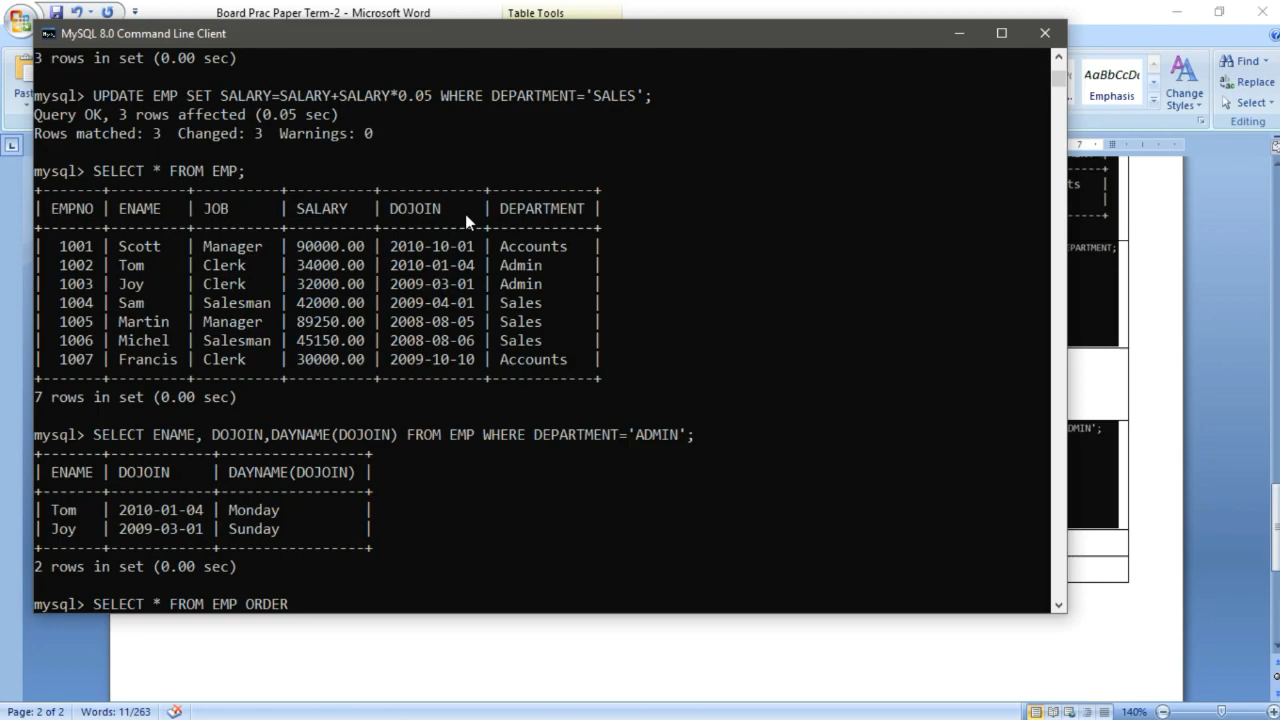 Board Prac Paper Term-2 - Microsoft Word
Table Tools
MySQL 8.0 Command Line Client
3 rows in set (0.00 sec)
mysql> UPDATE EMP SET SALARY=SALARY+SALARY*0.05 WHERE DEPARTMENT='SALES';
Query OK, 3 rows affected (0.05 sec)
Rows matched: 3  Changed: 3  Warnings: 0
mysql> SELECT * FROM EMP;
+-------+---------+----------+----------+------------+------------+
| EMPNO | ENAME   | JOB      | SALARY   | DOJOIN     | DEPARTMENT |
+-------+---------+----------+----------+------------+------------+
|  1001 | Scott   | Manager  | 90000.00 | 2010-10-01 | Accounts   |
|  1002 | Tom     | Clerk    | 34000.00 | 2010-01-04 | Admin      |
|  1003 | Joy     | Clerk    | 32000.00 | 2009-03-01 | Admin      |
|  1004 | Sam     | Salesman | 42000.00 | 2009-04-01 | Sales      |
|  1005 | Martin  | Manager  | 89250.00 | 2008-08-05 | Sales      |
|  1006 | Michel  | Salesman | 45150.00 | 2008-08-06 | Sales      |
|  1007 | Francis | Clerk    | 30000.00 | 2009-10-10 | Accounts   |
+-------+---------+----------+----------+------------+------------+
7 rows in set (0.00 sec)
mysql> SELECT ENAME, DOJOIN,DAYNAME(DOJOIN) FROM EMP WHERE DEPARTMENT='ADMIN';
+-------+------------+-----------------+
| ENAME | DOJOIN     | DAYNAME(DOJOIN) |
+-------+------------+-----------------+
| Tom   | 2010-01-04 | Monday          |
| Joy   | 2009-03-01 | Sunday          |
+-------+------------+-----------------+
2 rows in set (0.00 sec)
mysql> SELECT * FROM EMP ORDER
Past
AaBbCcDc
Emphasis
Change
Styles
Find
Replace
Select
Editing
7
ts |
EPARTMENT;
DMIN';
Page: 2 of 2
Words: 11/263
140%